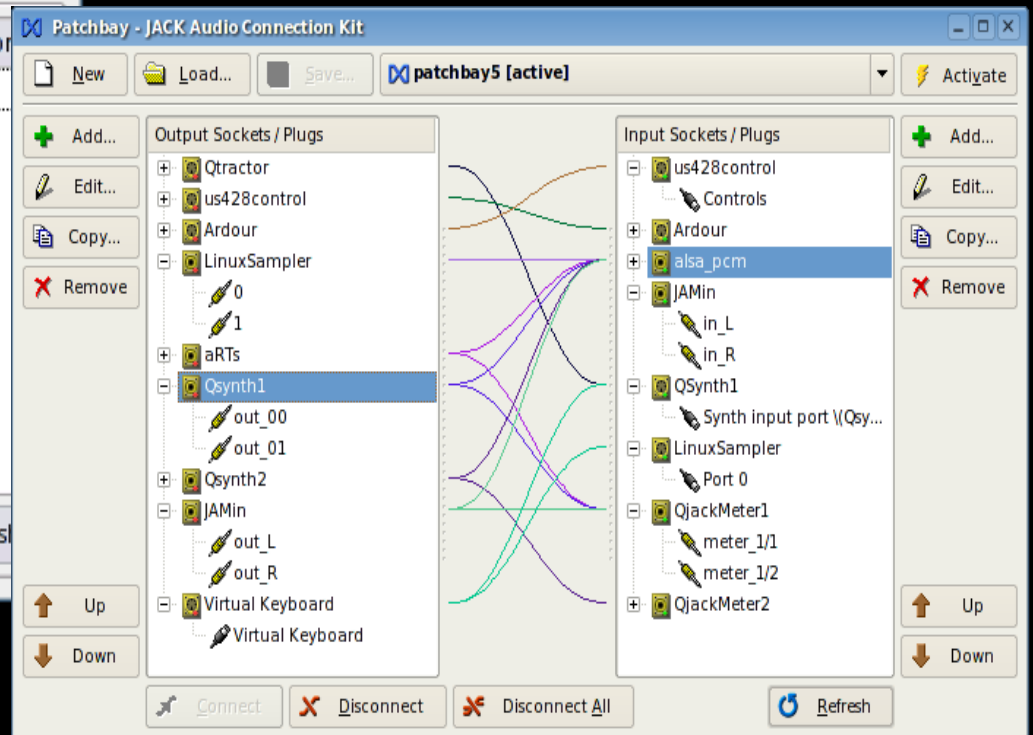 Patchbay - JACK Audio Connection Kit
New
Load...
Save...
patchbay5 [active]
Activate
Add...
Edit...
Copy...
Remove
Up
Down
Output Sockets / Plugs
Qtractor
us428control
Ardour
LinuxSampler
0
1
aRTs
Qsynth1
out_00
out_01
Qsynth2
JAMin
out_L
out_R
Virtual Keyboard
Virtual Keyboard
Input Sockets / Plugs
us428control
Controls
Ardour
alsa_pcm
JAMin
in_L
in_R
QSynth1
Synth input port \(Qsy...
LinuxSampler
Port 0
QjackMeter1
meter_1/1
meter_1/2
QjackMeter2
Add...
Edit...
Copy...
Remove
Up
Down
Connect
Disconnect
Disconnect All
Refresh